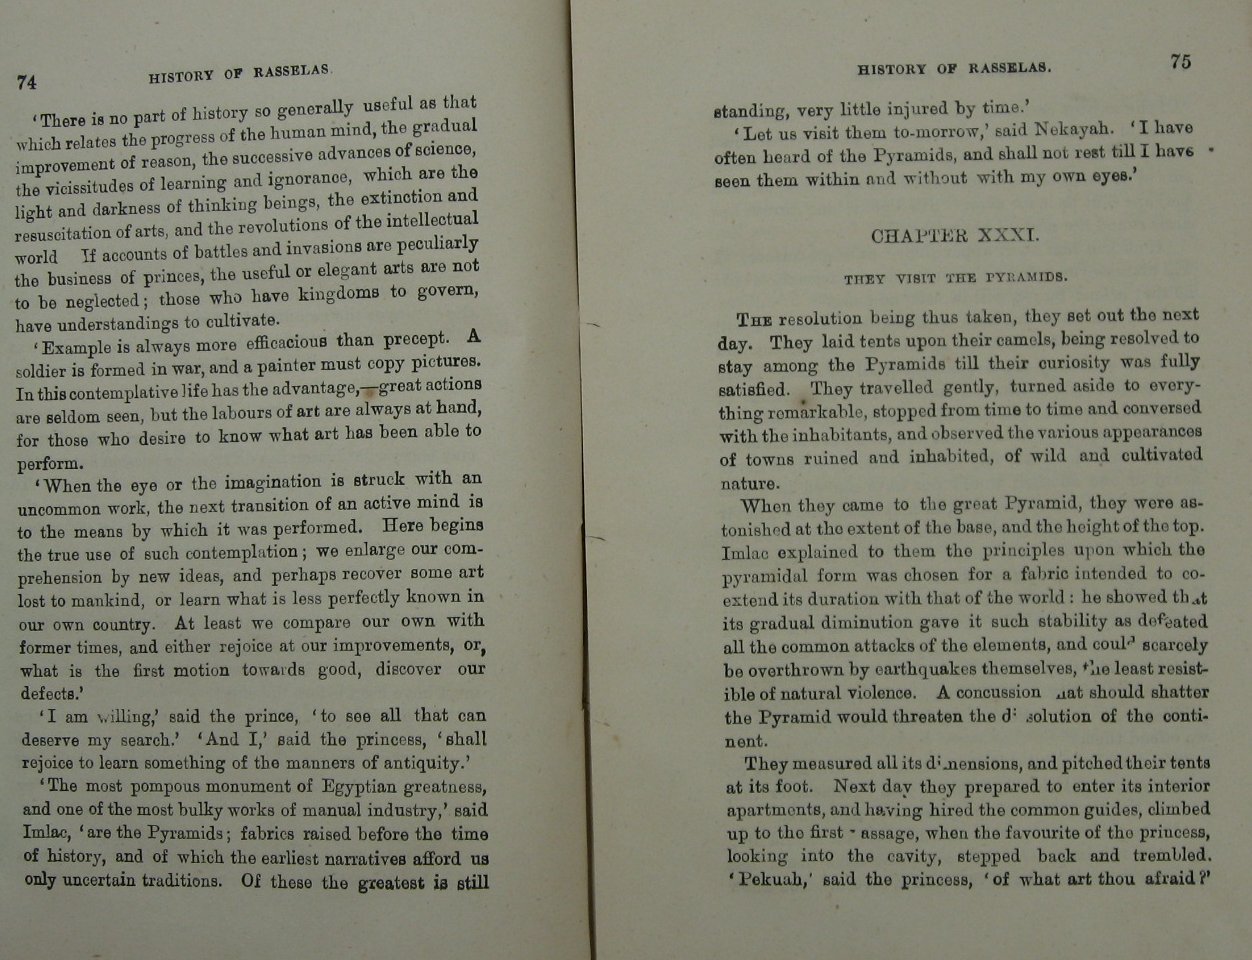 74
HISTORY OF RASSELAS
‘There is no part of history so generally useful as that
which relates the progress of the human mind, the gradual
improvement of reason, the successive advances of science,
the vicissitudes of learning and ignorance, which are the
light and darkness of thinking beings, the extinction and
resuscitation of arts, and the revolutions of the intellectual
world If accounts of battles and invasions are peculiarly
the business of princes, the useful or elegant arts are not
to be neglected; those who have kingdoms to govern,
have understandings to cultivate.
‘Example is always more efficacious than precept. A
soldier is formed in war, and a painter must copy pictures.
In this contemplative life has the advantage,—great actions
are seldom seen, but the labours of art are always at hand,
for those who desire to know what art has been able to
perform.
‘When the eye or the imagination is struck with an
uncommon work, the next transition of an active mind is
to the means by which it was performed. Here begins
the true use of such contemplation; we enlarge our com-
prehension by new ideas, and perhaps recover some art
lost to mankind, or learn what is less perfectly known in
our own country. At least we compare our own with
former times, and either rejoice at our improvements, or,
what is the first motion towards good, discover our
defects.’
‘I am willing,’ said the prince, ‘to see all that can
deserve my search.’ ‘And I,’ said the princess, ‘shall
rejoice to learn something of the manners of antiquity.’
‘The most pompous monument of Egyptian greatness,
and one of the most bulky works of manual industry,’ said
Imlac, ‘are the Pyramids; fabrics raised before the time
of history, and of which the earliest narratives afford us
only uncertain traditions. Of these the greatest is still
HISTORY OF RASSELAS.
75
standing, very little injured by time.’
‘Let us visit them to-morrow,’ said Nekayah. ‘I have
often heard of the Pyramids, and shall not rest till I have
seen them within and without with my own eyes.’
CHAPTER XXXI.
THEY VISIT THE PYRAMIDS.
THE resolution being thus taken, they set out the next
day. They laid tents upon their camels, being resolved to
stay among the Pyramids till their curiosity was fully
satisfied. They travelled gently, turned aside to every-
thing remarkable, stopped from time to time and conversed
with the inhabitants, and observed the various appearances
of towns ruined and inhabited, of wild and cultivated
nature.
When they came to the great Pyramid, they were as-
tonished at the extent of the base, and the height of the top.
Imlac explained to them the principles upon which the
pyramidal form was chosen for a fabric intended to co-
extend its duration with that of the world: he showed that
its gradual diminution gave it such stability as defeated
all the common attacks of the elements, and could scarcely
be overthrown by earthquakes themselves, the least resist-
ible of natural violence. A concussion that should shatter
the Pyramid would threaten the dissolution of the conti-
nent.
They measured all its dimensions, and pitched their tents
at its foot. Next day they prepared to enter its interior
apartments, and having hired the common guides, climbed
up to the first passage, when the favourite of the princess,
looking into the cavity, stepped back and trembled.
‘Pekuah,’ said the princess, ‘of what art thou afraid?’